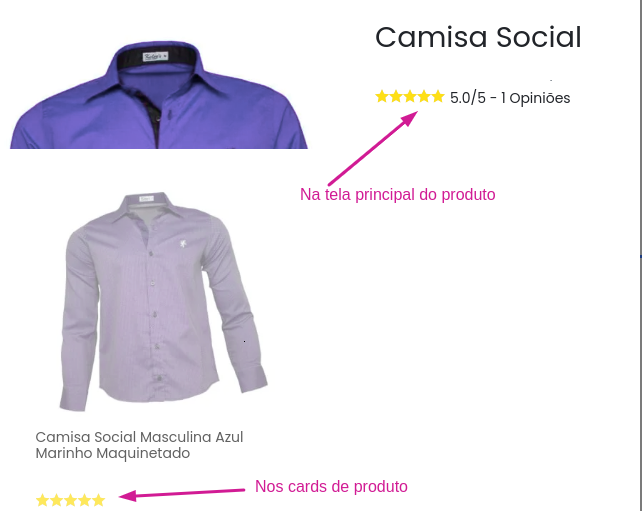 Camisa Social
5.0/5 - 1 Opiniões
Na tela principal do produto
Camisa Social Masculina Azul
Marinho Maquinetado
Nos cards de produto